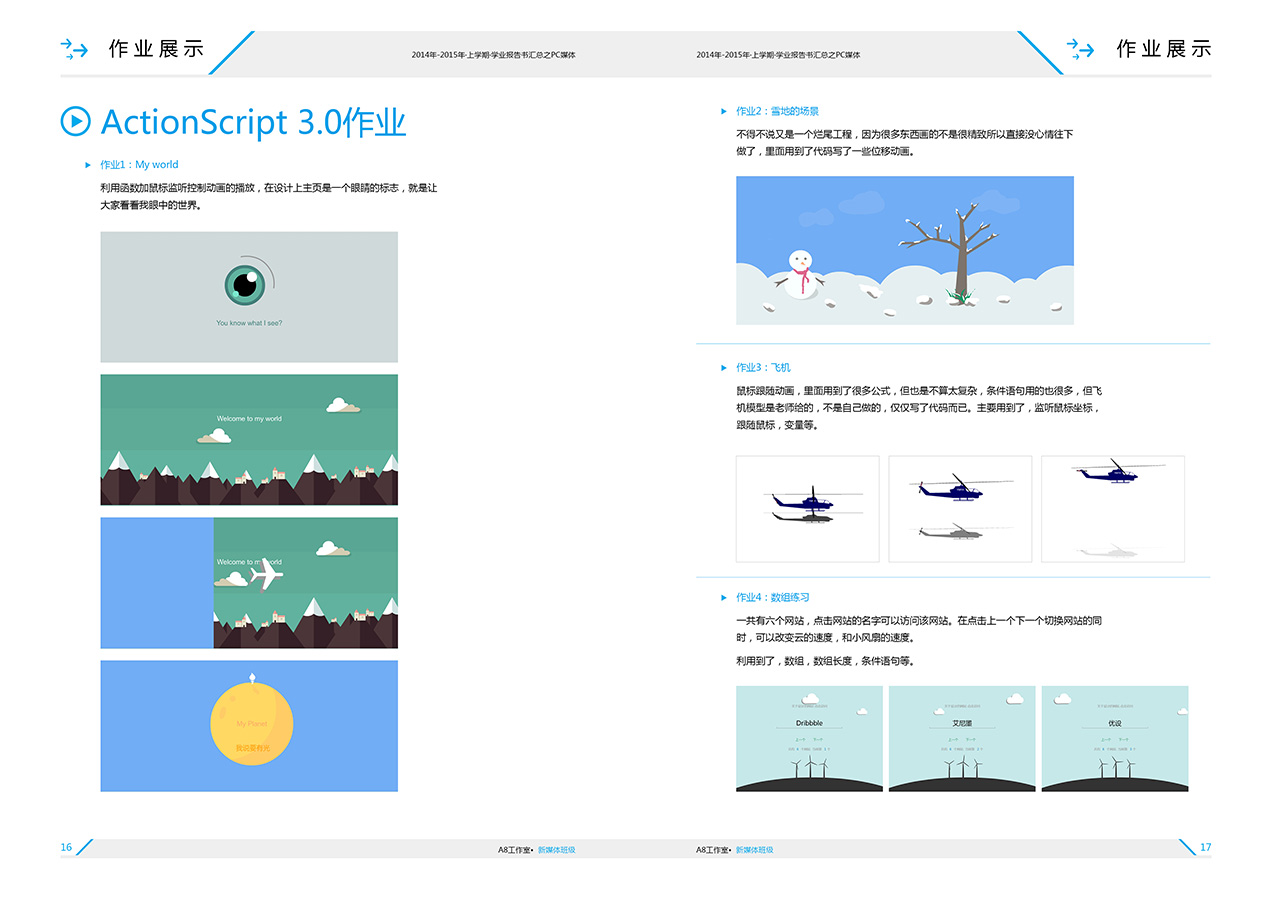 作业展示
2014年-2015年-上学期-学业报告书汇总之PC媒体
ActionScript 3.0作业
作业1：My world
利用函数加鼠标监听控制动画的播放，在设计上主页是一个眼睛的标志，就是让
大家看看我眼中的世界。
You know what I see?
Welcome to my world
Welcome to my world
My Planet
我说要有光
16
A8工作室• 新媒体班级
2014年-2015年-上学期-学业报告书汇总之PC媒体
作业展示
作业2：雪地的场景
不得不说又是一个烂尾工程，因为很多东西画的不是很精致所以直接没心情往下
做了，里面用到了代码写了一些位移动画。
作业3：飞机
鼠标跟随动画，里面用到了很多公式，但也是不算太复杂，条件语句用的也很多，但飞
机模型是老师给的，不是自己做的，仅仅写了代码而已。主要用到了，监听鼠标坐标，
跟随鼠标，变量等。
作业4：数组练习
一共有六个网站，点击网站的名字可以访问该网站。在点击上一个下一个切换网站的同
时，可以改变云的速度，和小风扇的速度。
利用到了，数组，数组长度，条件语句等。
Dribbble
上一个 下一个
艾尼墨
上一个 下一个
优设
上一个 下一个
A8工作室• 新媒体班级
17